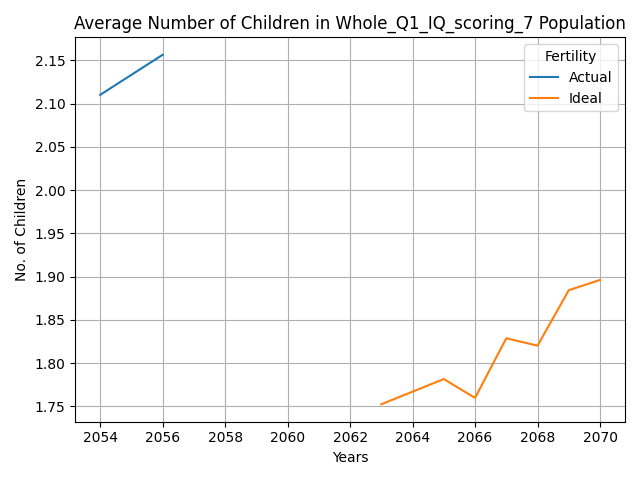 Average Number of Children in Whole_Q1_IQ_scoring_7 Population
Fertility
Actual
Ideal
No. of Children
2.15
2.10
2.05
2.00
1.95
1.90
1.85
1.80
1.75
2054 2056 2058 2060 2062 2064 2066 2068 2070
Years